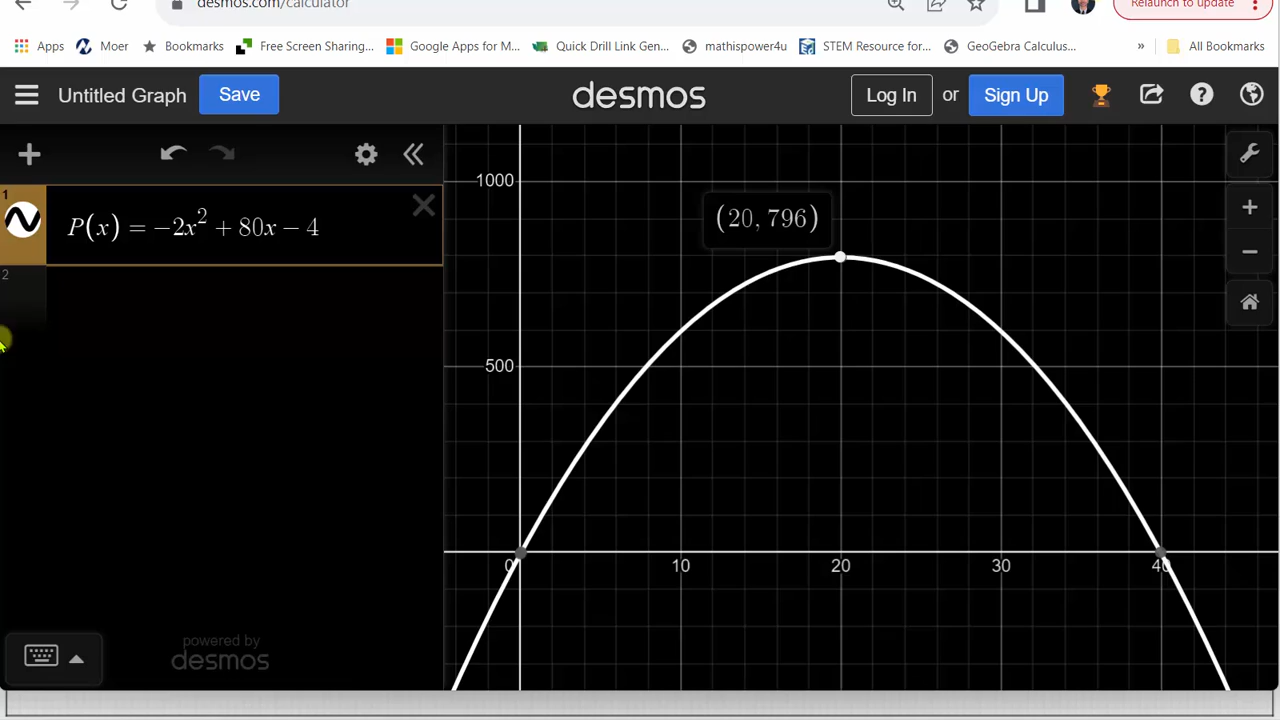 desmos.com/calculator
Relaunch to update
Apps Moer Bookmarks Free Screen Sharing... Google Apps for M... Quick Drill Link Gen... mathispower4u STEM Resource for... GeoGebra Calculus... » All Bookmarks
Untitled Graph Save desmos Log In or Sign Up
1
P(x) = −2x² + 80x − 4
2
(20, 796)
1000
500
0 10 20 30 40
powered by
desmos